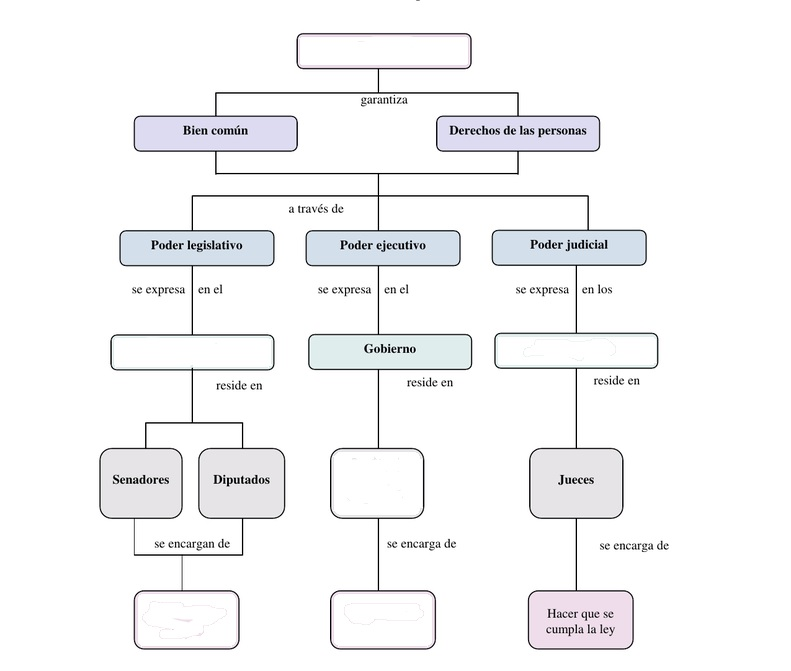 garantiza
Bien común
Derechos de las personas
a través de
Poder legislativo
Poder ejecutivo
Poder judicial
se expresa en el
se expresa en el
se expresa en los
Gobierno
reside en
reside en
reside en
Senadores
Diputados
Jueces
se encargan de
se encarga de
se encarga de
Hacer que se
cumpla la ley